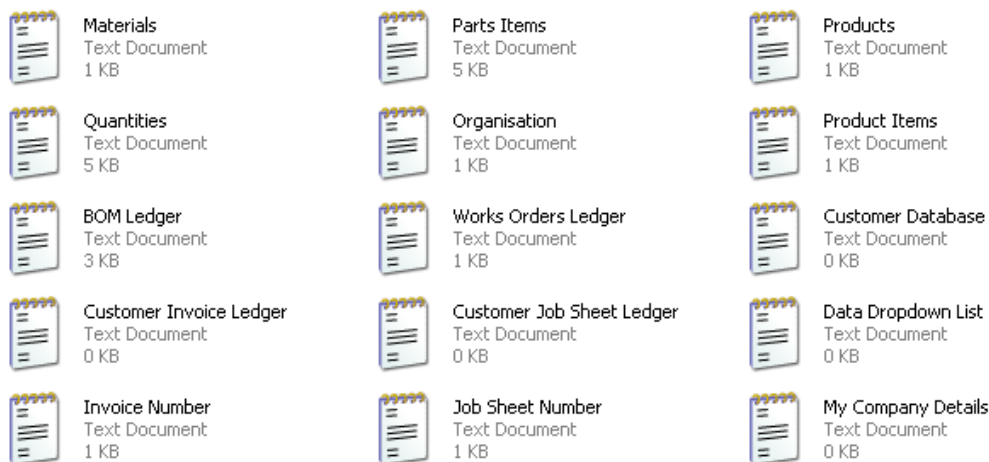 Materials
Text Document
1 KB
Parts Items
Text Document
5 KB
Products
Text Document
1 KB
Quantities
Text Document
5 KB
Organisation
Text Document
1 KB
Product Items
Text Document
1 KB
BOM Ledger
Text Document
3 KB
Works Orders Ledger
Text Document
1 KB
Customer Database
Text Document
0 KB
Customer Invoice Ledger
Text Document
0 KB
Customer Job Sheet Ledger
Text Document
0 KB
Data Dropdown List
Text Document
0 KB
Invoice Number
Text Document
1 KB
Job Sheet Number
Text Document
1 KB
My Company Details
Text Document
0 KB